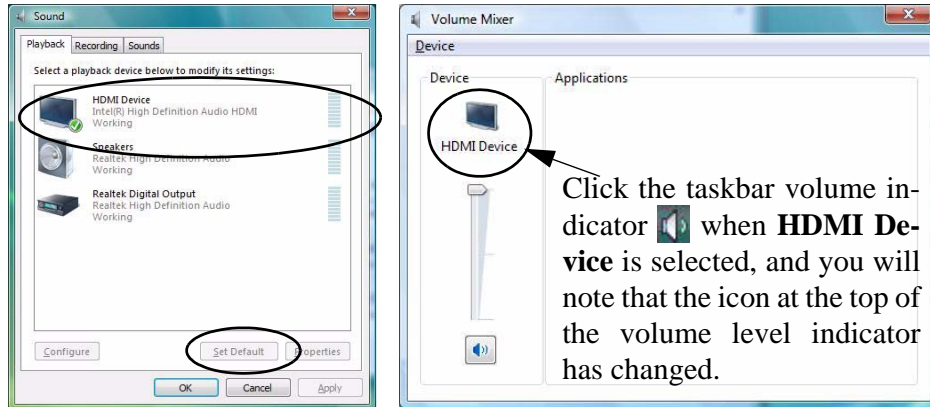 Sound
Playback Recording Sounds
Select a playback device below to modify its settings:
HDMI Device
Intel(R) High Definition Audio HDMI
Working
Speakers
Realtek High Definition Audio
Working
Realtek Digital Output
Realtek High Definition Audio
Working
Configure Set Default Properties
OK Cancel Apply
Volume Mixer
Device
Device Applications
HDMI Device
Click the taskbar volume in-
dicator when HDMI De-
vice is selected, and you will
note that the icon at the top of
the volume level indicator
has changed.